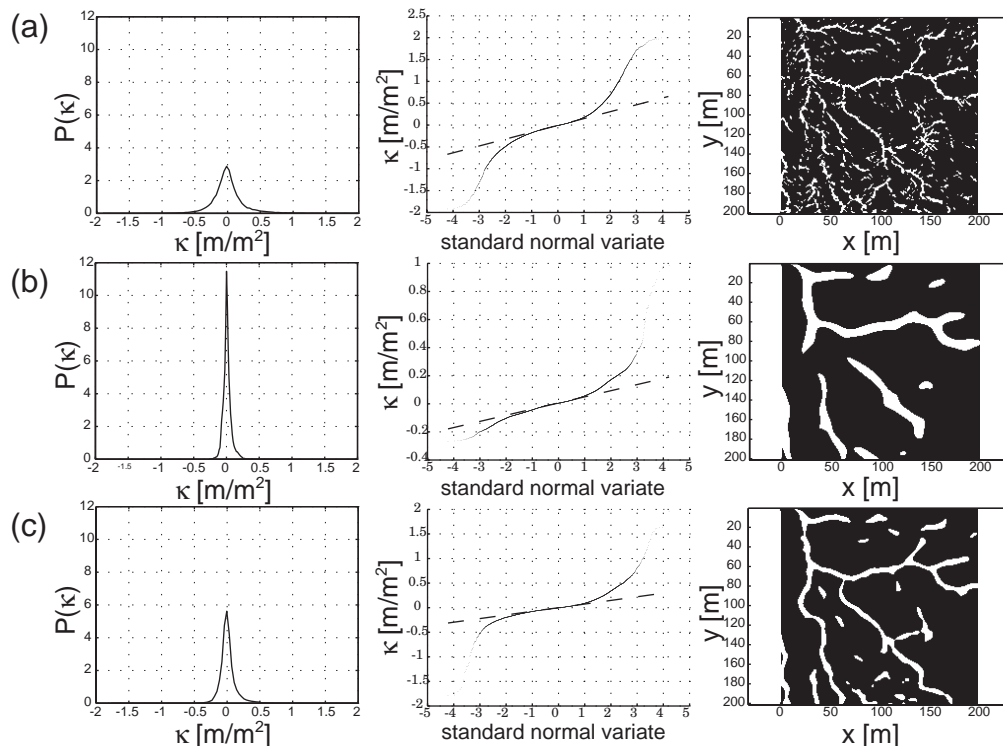 (a)
12
10
8
6
4
2
0
P(κ)
-2 -0.5 -1 -0.5 0 0.5 1 1.5 2
κ [m/m²]
2.5
2
1.5
1
0.5
0
-.5
-1
-1.5
-2
κ [m/m²]
-5 -4 -3 -2 -1 0 1 2 3 4 5
standard normal variate
20
40
60
80
100
120
140
160
180
200
y [m]
0 50 100 150 200
x [m]
(b)
12
10
8
6
4
2
0
P(κ)
-2 -1.5 -1 -0.5 0 0.5 1 1.5 2
κ [m/m²]
1
0.8
0.6
0.4
0.2
0
-0.2
-0.4
κ [m/m²]
-5 -4 -3 -2 -1 0 1 2 3 4 5
standard normal variate
20
40
60
80
100
120
140
160
180
200
y [m]
0 50 100 150 200
x [m]
(c)
12
10
8
6
4
2
0
P(κ)
-2 -1.5 -1 -0.5 0 0.5 1 1.5 2
κ [m/m²]
2
1.5
1
0.5
0
-0.4
-1
-1.5
-2
κ [m/m²]
-5 -4 -3 -2 -1 0 1 2 3 4 5
standard normal variate
20
40
60
80
100
120
140
160
180
200
y [m]
0 50 100 150 200
x [m]